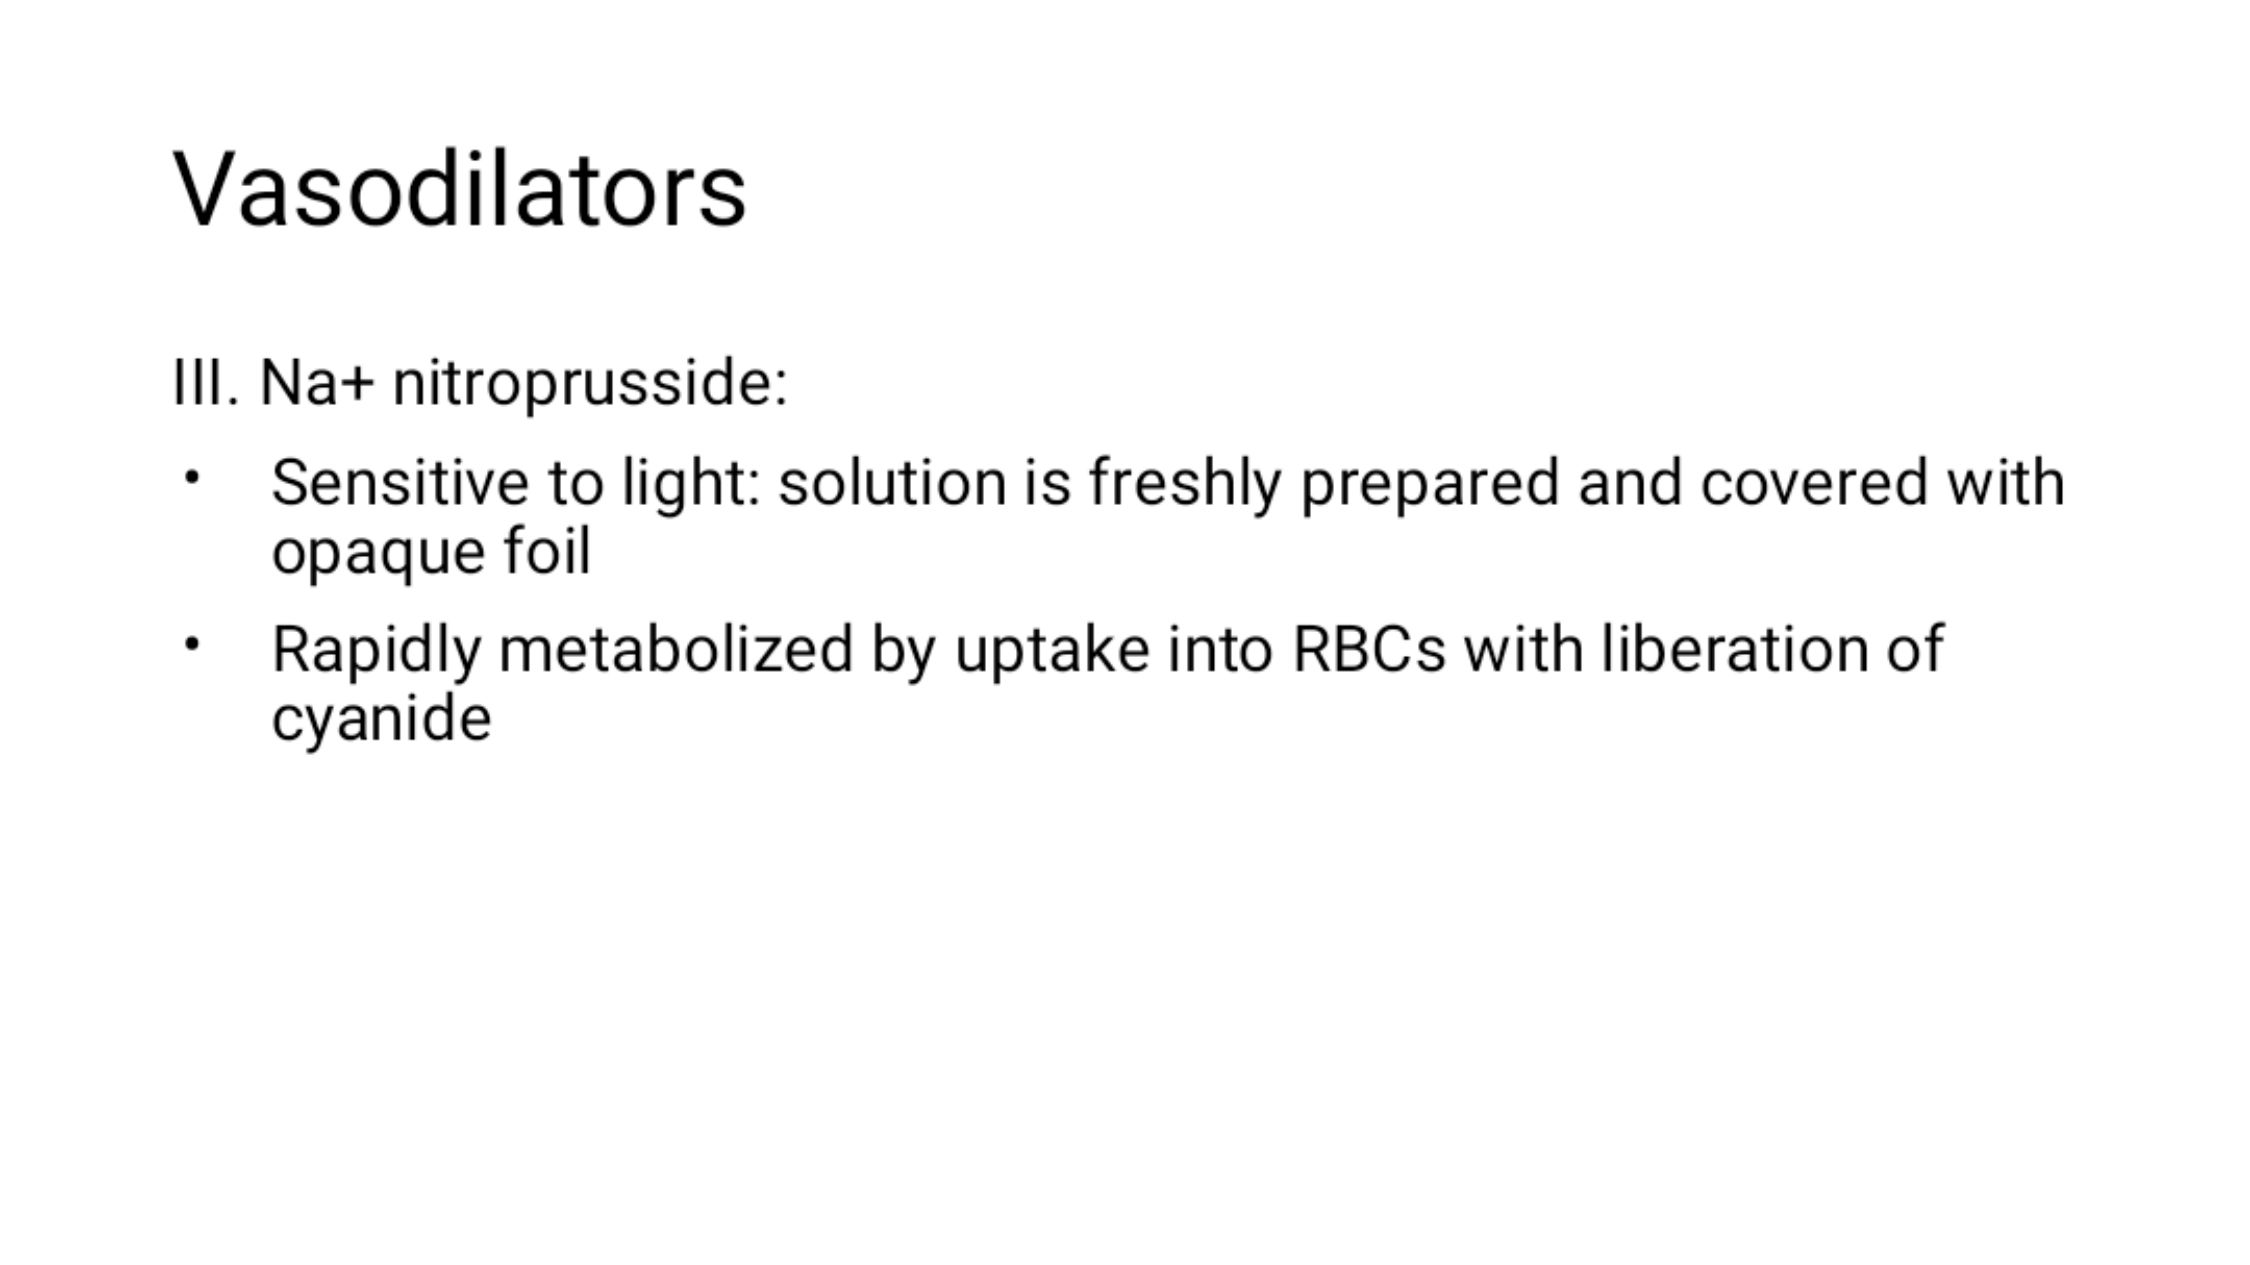 Vasodilators
III. Na+ nitroprusside:
• Sensitive to light: solution is freshly prepared and covered with
opaque foil
• Rapidly metabolized by uptake into RBCs with liberation of
cyanide